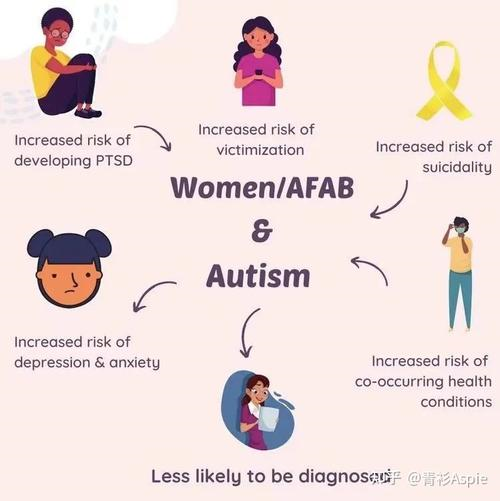 Increased risk of
developing PTSD
Increased risk of
victimization
Increased risk of
suicidality
Women/AFAB
&
Autism
Increased risk of
depression & anxiety
Increased risk of
co-occurring health
conditions
Less likely to be diagnosed
知乎 @青衫Aspie